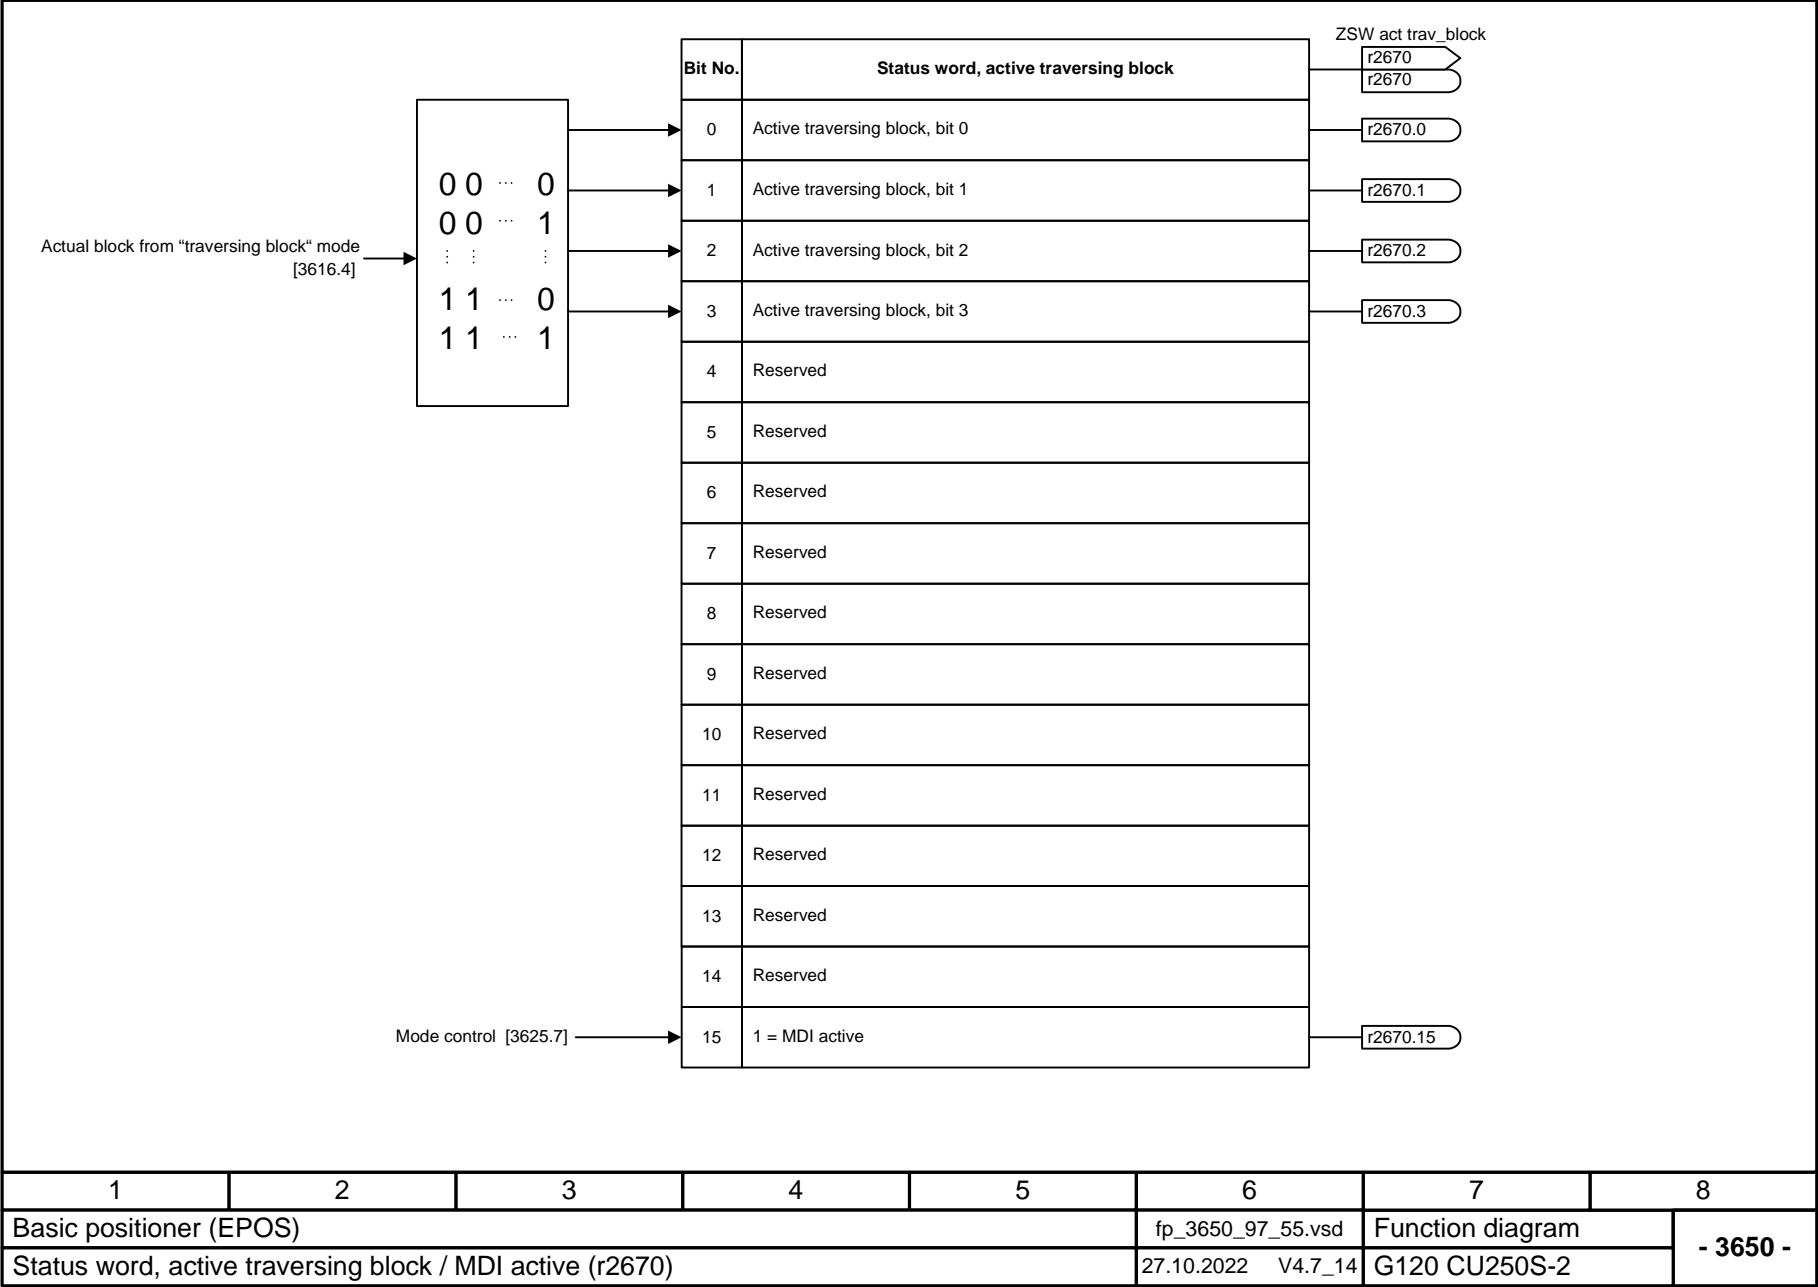 ZSW act trav_block
Bit No. Status word, active traversing block r2670
r2670
0 Active traversing block, bit 0 r2670.0
0 0 ... 0 1 Active traversing block, bit 1 r2670.1
0 0 ... 1
Actual block from “traversing block“ mode
[3616.4]
⋮ ⋮ ⋮ 2 Active traversing block, bit 2 r2670.2
1 1 ... 0 3 Active traversing block, bit 3 r2670.3
1 1 ... 1
4 Reserved
5 Reserved
6 Reserved
7 Reserved
8 Reserved
9 Reserved
10 Reserved
11 Reserved
12 Reserved
13 Reserved
14 Reserved
Mode control [3625.7] 15 1 = MDI active r2670.15
1 2 3 4 5 6 7 8
Basic positioner (EPOS) fp_3650_97_55.vsd Function diagram - 3650 -
Status word, active traversing block / MDI active (r2670) 27.10.2022 V4.7_14 G120 CU250S-2